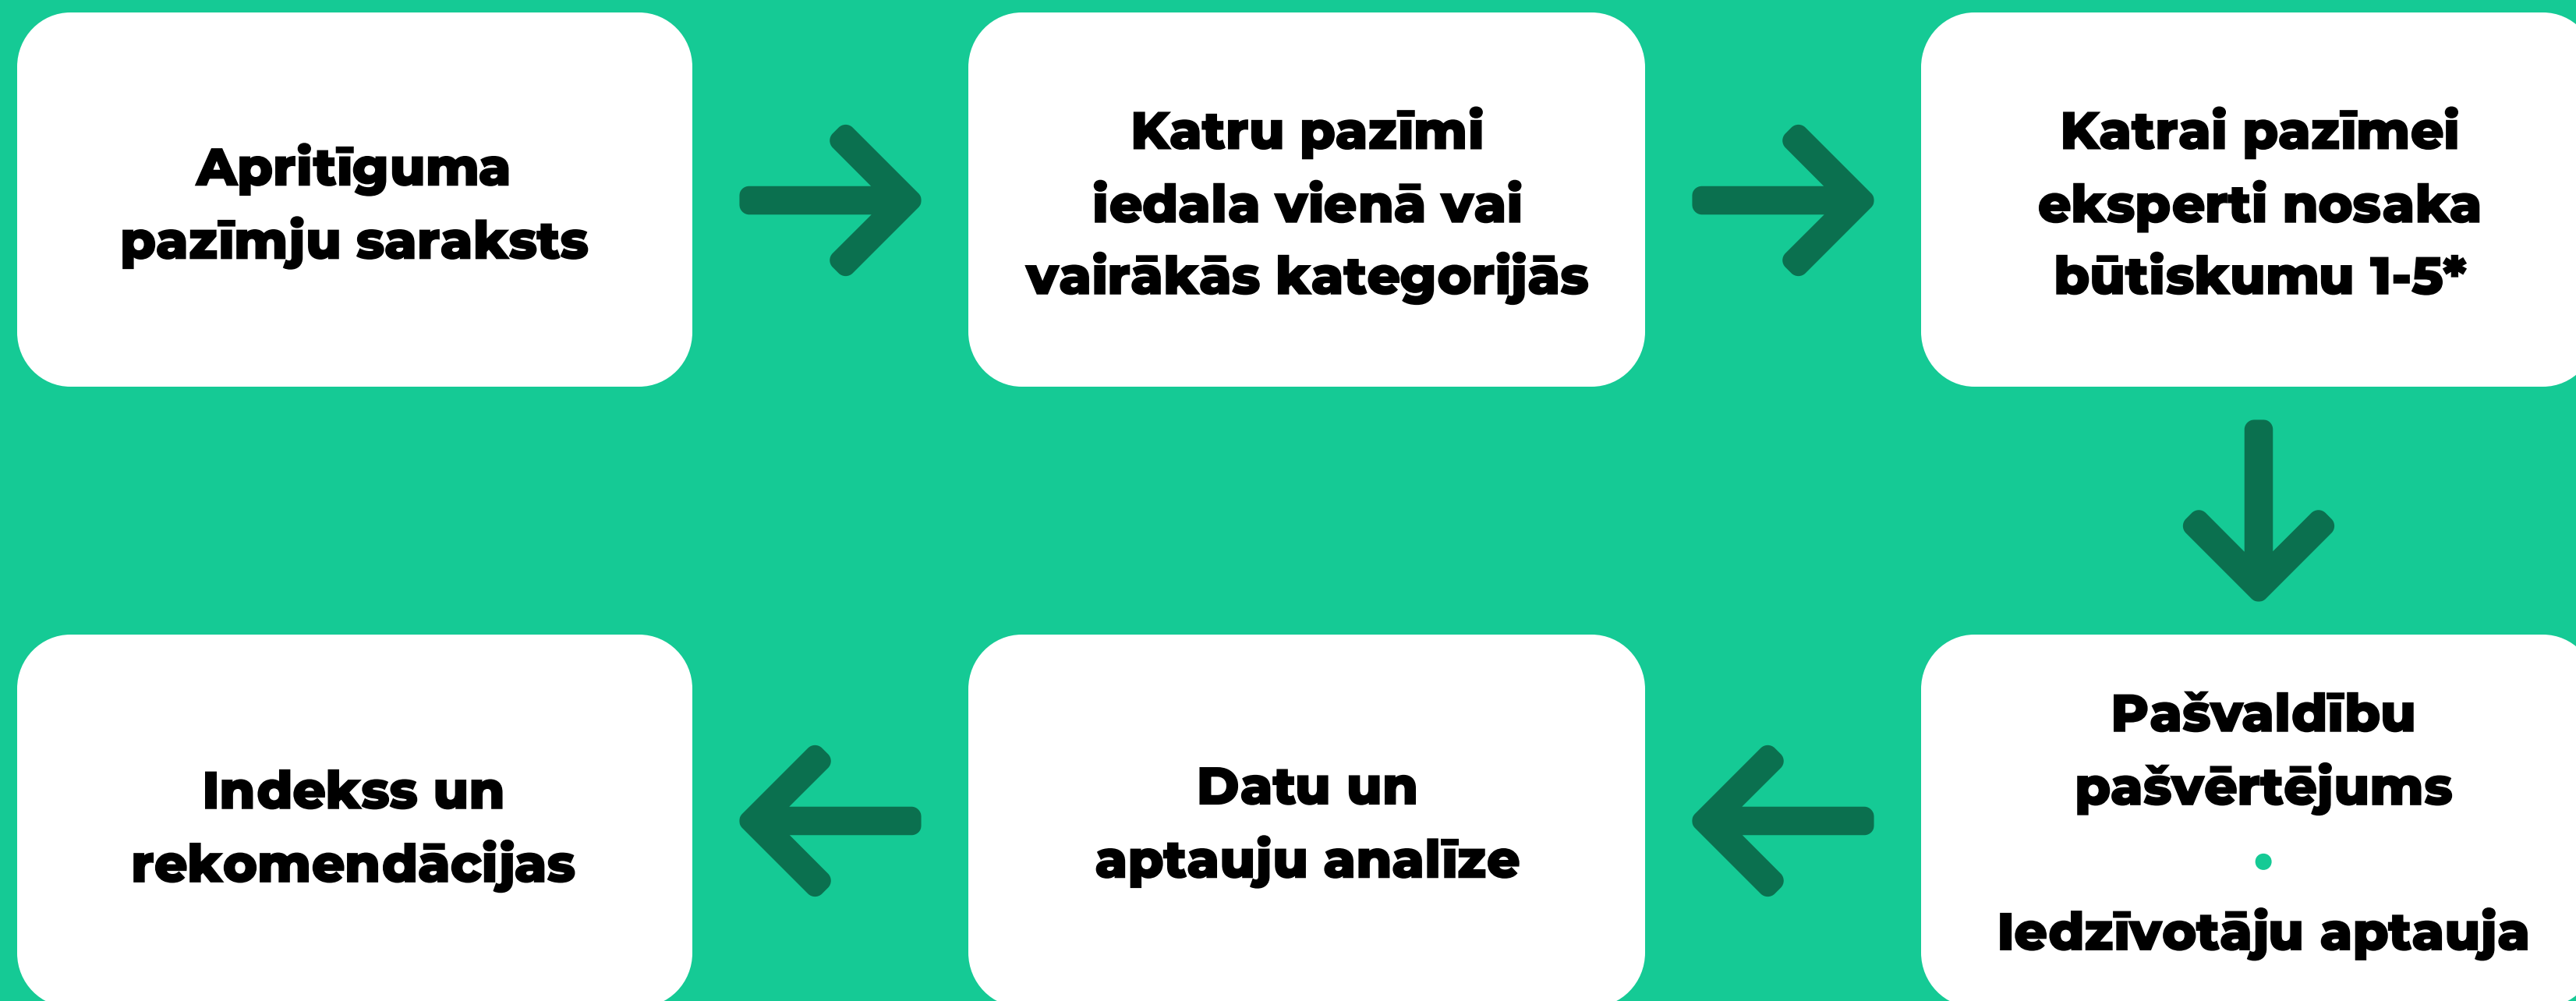 Apritīguma
pazīmju saraksts
Katru pazīmi
iedala vienā vai
vairākās kategorijās
Katrai pazīmei
eksperti nosaka
būtiskumu 1-5*
Pašvaldību
pašvērtējums
•
Iedzīvotāju aptauja
Datu un
aptauju analīze
Indekss un
rekomendācijas